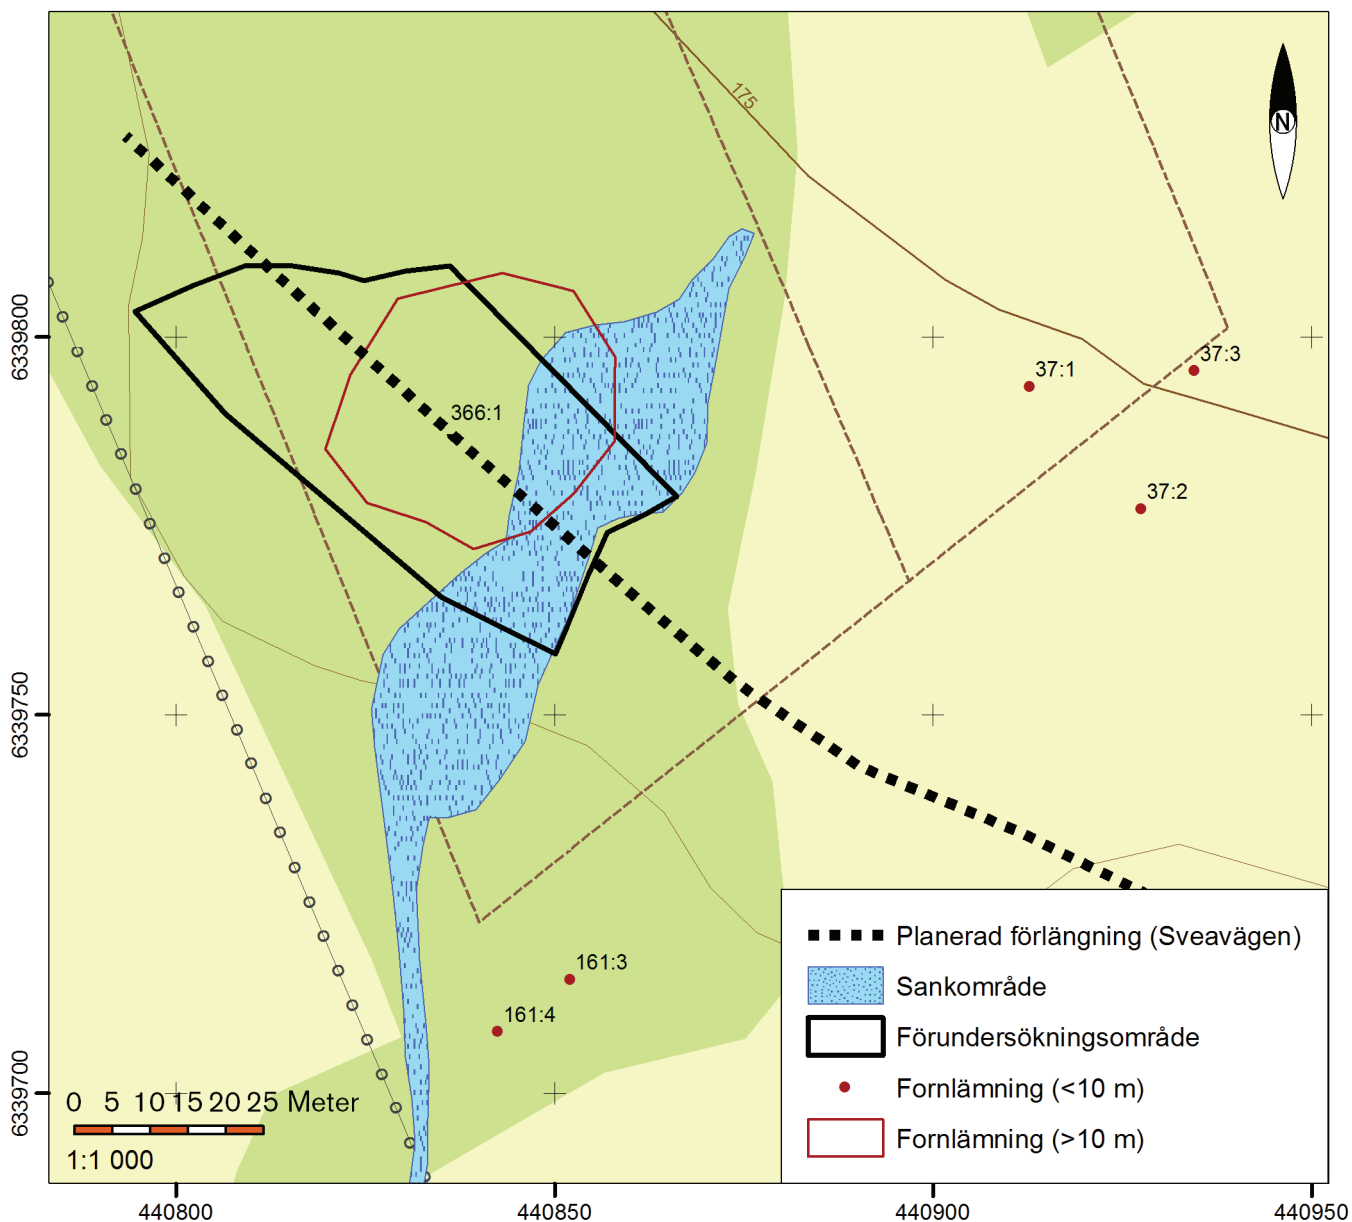 175
N
6339800
37:1
37:3
366:1
37:2
6339750
161:3
161:4
6339700
0 5 10 15 20 25 Meter
1:1 000
Planerad förlängning (Sveavägen)
Sankområde
Förundersökningsområde
Fornlämning (<10 m)
Fornlämning (>10 m)
440800 440850 440900 440950